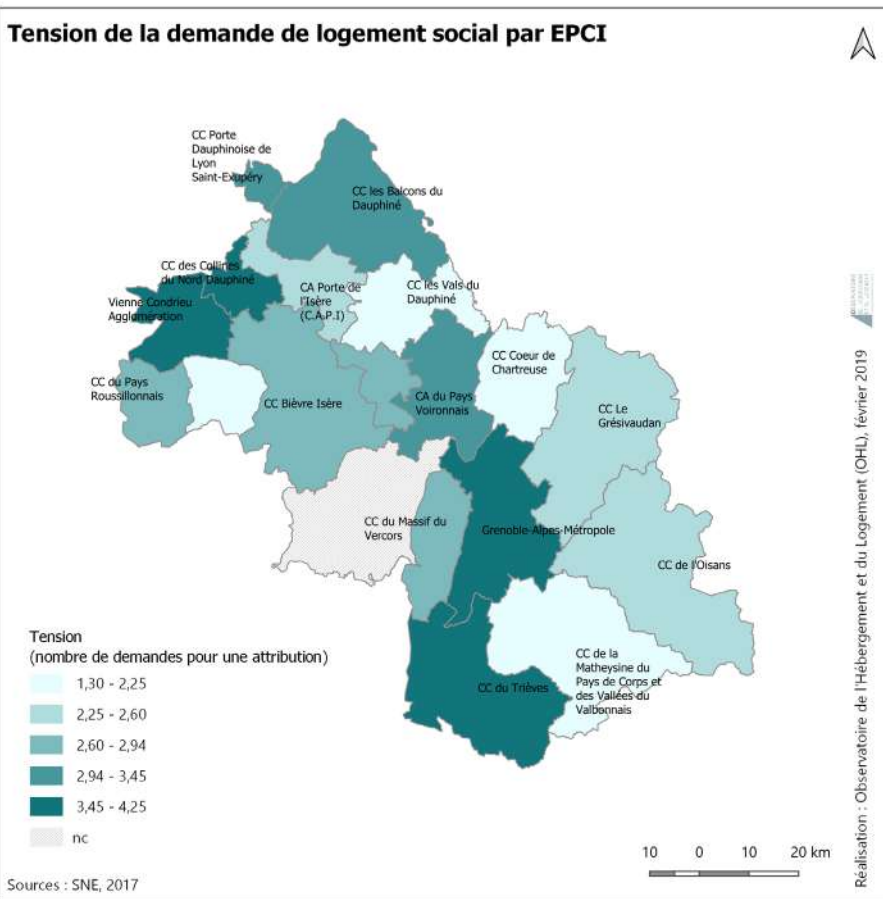 Tension de la demande de logement social par EPCI
CC Porte
Dauphinoise de
Lyon
Saint-Exupéry
CC les Balcons du
Dauphiné
CC des Collines
du Nord Dauphiné
CA Porte de
l'Isère
(C.A.P.I)
CC les Vals du
Dauphiné
Vienne Condrieu
Agglomération
CC Coeur de
Chartreuse
CC du Pays
Roussillonnais
CC Bièvre Isère
CA du Pays
Voironnais
CC Le
Grésivaudan
CC du Massif du
Vercors
Grenoble-Alpes-Métropole
CC de l'Oisans
CC de la
Matheysine du
Pays de Corps et
des Vallées du
Valbonnais
CC du Trièves
Tension
(nombre de demandes pour une attribution)
1,30 - 2,25
2,25 - 2,60
2,60 - 2,94
2,94 - 3,45
3,45 - 4,25
nc
10 0 10 20 km
Sources : SNE, 2017
Réalisation : Observatoire de l'Hébergement et du Logement (OHL), février 2019